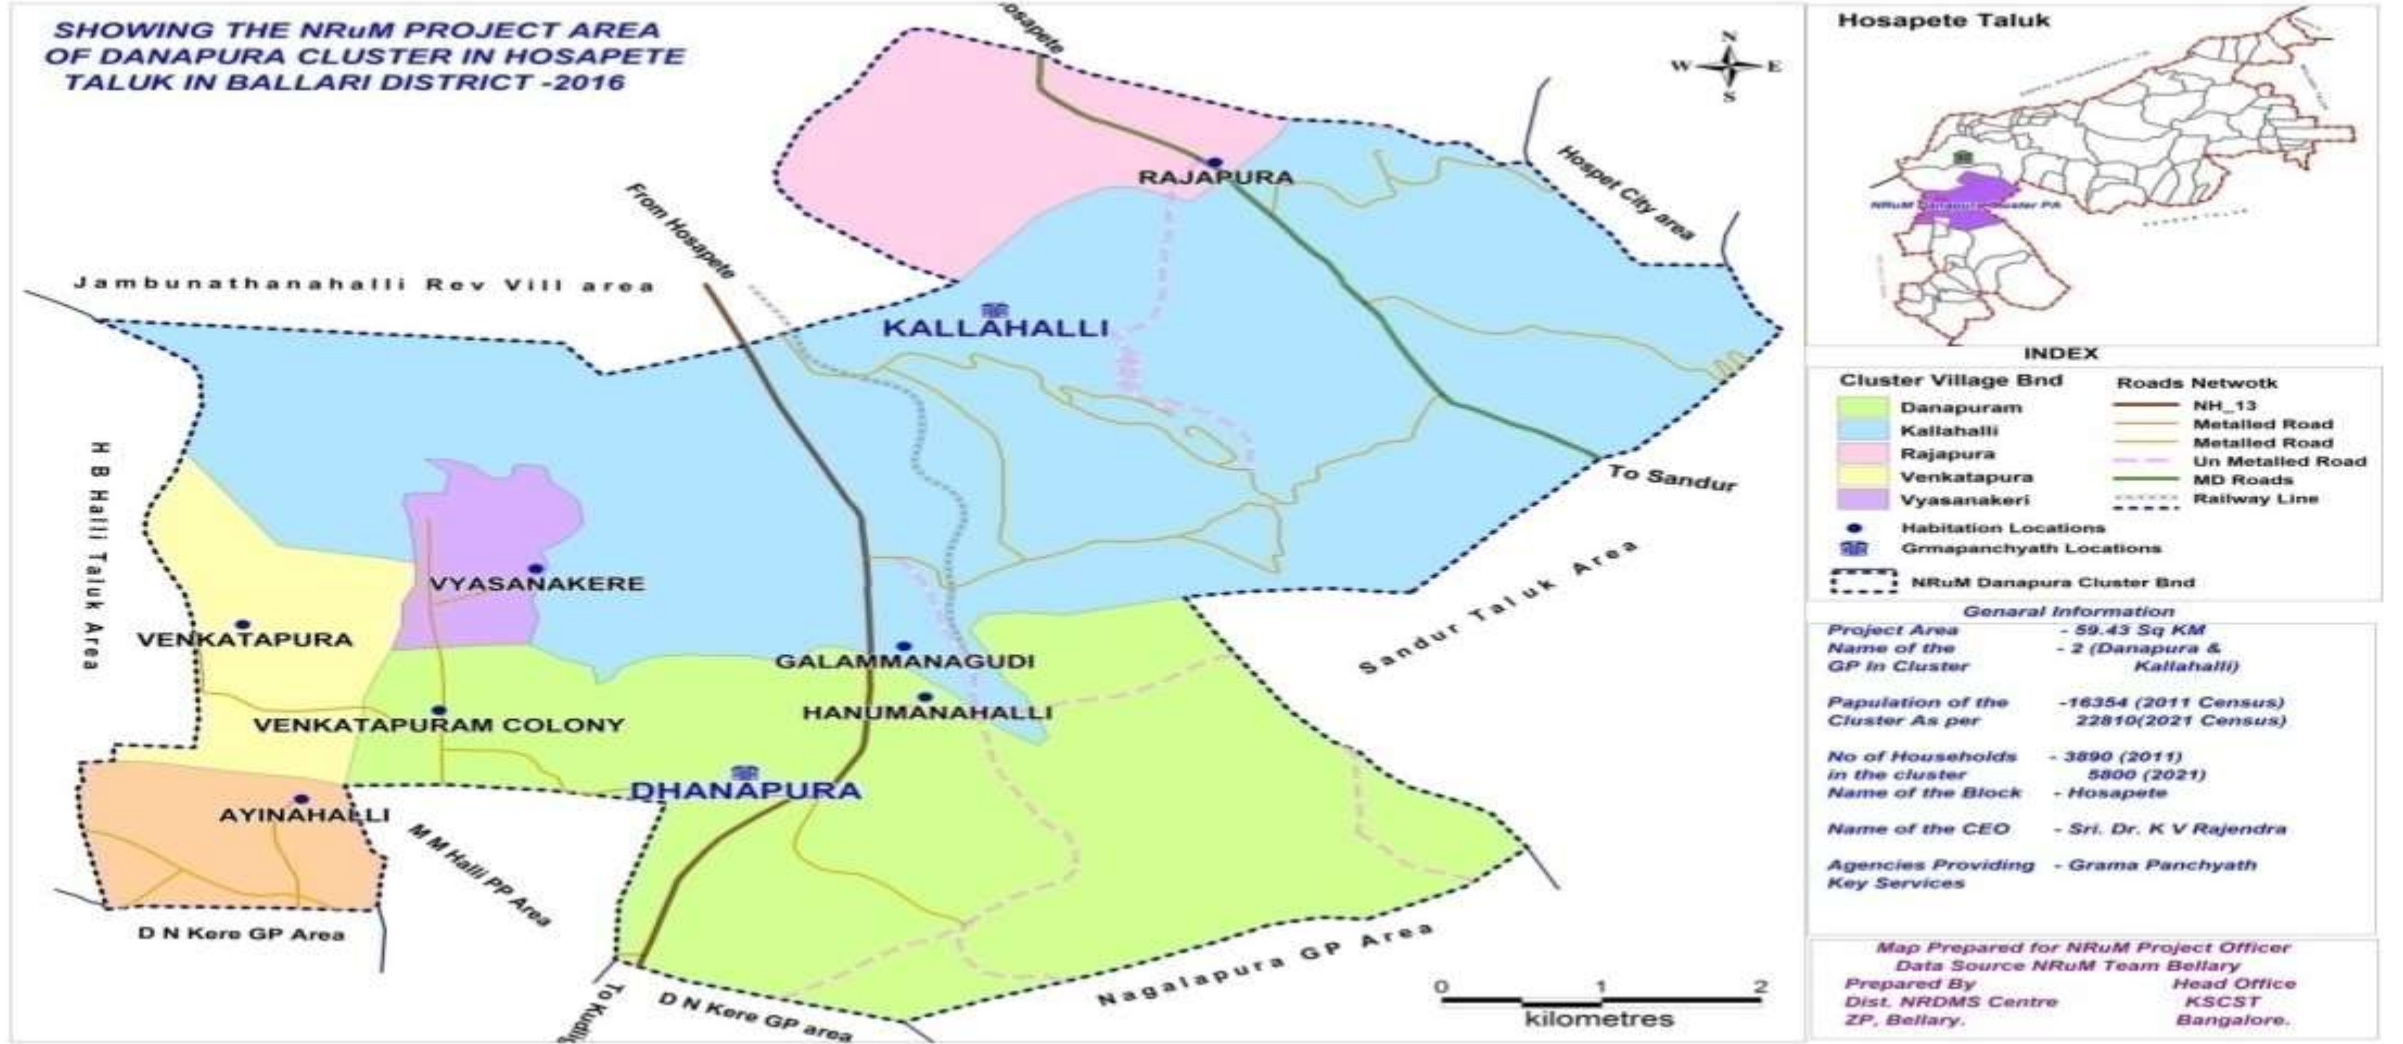 SHOWING THE NRuM PROJECT AREA
OF DANAPURA CLUSTER IN HOSAPETE
TALUK IN BALLARI DISTRICT -2016
osapete
N
W E
S
RAJAPURA
Hospet City area
From Hosapete
Jambunathanahalli Rev Vill area
KALLAHALLI
H B Halli Taluk Area
To Sandur
VYASANAKERE
Sandur Taluk Area
VENKATAPURA
GALAMMANAGUDI
HANUMANAHALLI
VENKATAPURAM COLONY
DHANAPURA
AYINAHALLI
M M Halli PP Area
D N Kere GP Area
Nagalapura GP Area
To Kudlig
D N Kere GP area
0 1 2
kilometres
Hosapete Taluk
NRuM Danapura Cluster PA
INDEX
Cluster Village Bnd
Danapuram
Kallahalli
Rajapura
Venkatapura
Vyasanakeri
Roads Netwotk
NH_13
Metalled Road
Metalled Road
Un Metalled Road
MD Roads
Railway Line
Habitation Locations
Grmapanchyath Locations
NRuM Danapura Cluster Bnd
Genaral Information
Project Area - 59.43 Sq KM
Name of the - 2 (Danapura &
GP In Cluster Kallahalli)
Papulation of the -16354 (2011 Census)
Cluster As per 22810(2021 Census)
No of Households - 3890 (2011)
in the cluster 5800 (2021)
Name of the Block - Hosapete
Name of the CEO - Sri. Dr. K V Rajendra
Agencies Providing - Grama Panchyath
Key Services
Map Prepared for NRuM Project Officer
Data Source NRuM Team Bellary
Prepared By Head Office
Dist. NRDMS Centre KSCST
ZP, Bellary. Bangalore.